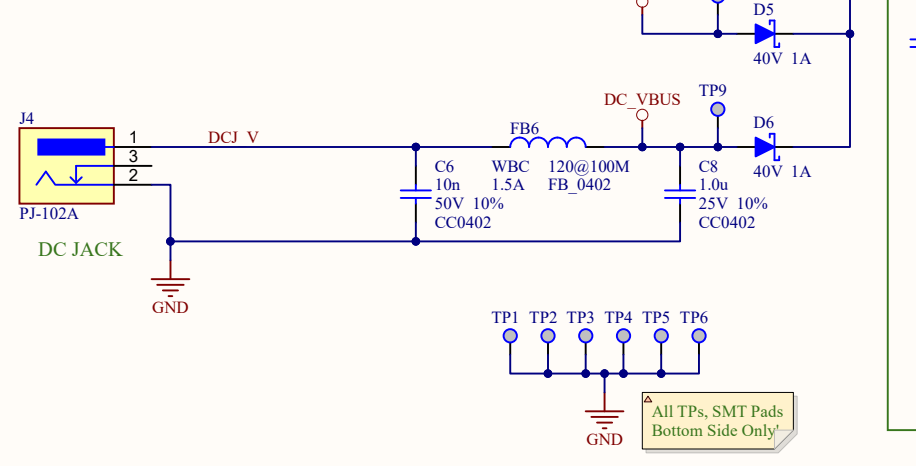 D5
40V 1A
DC_VBUS
TP9
D6
40V 1A
J4
1
3
2
PJ-102A
DC JACK
DCJ_V
C6
10n
50V 10%
CC0402
FB6
WBC 120@100M
1.5A FB_0402
C8
1.0u
25V 10%
CC0402
GND
TP1 TP2 TP3 TP4 TP5 TP6
GND
All TPs, SMT Pads
Bottom Side Only!